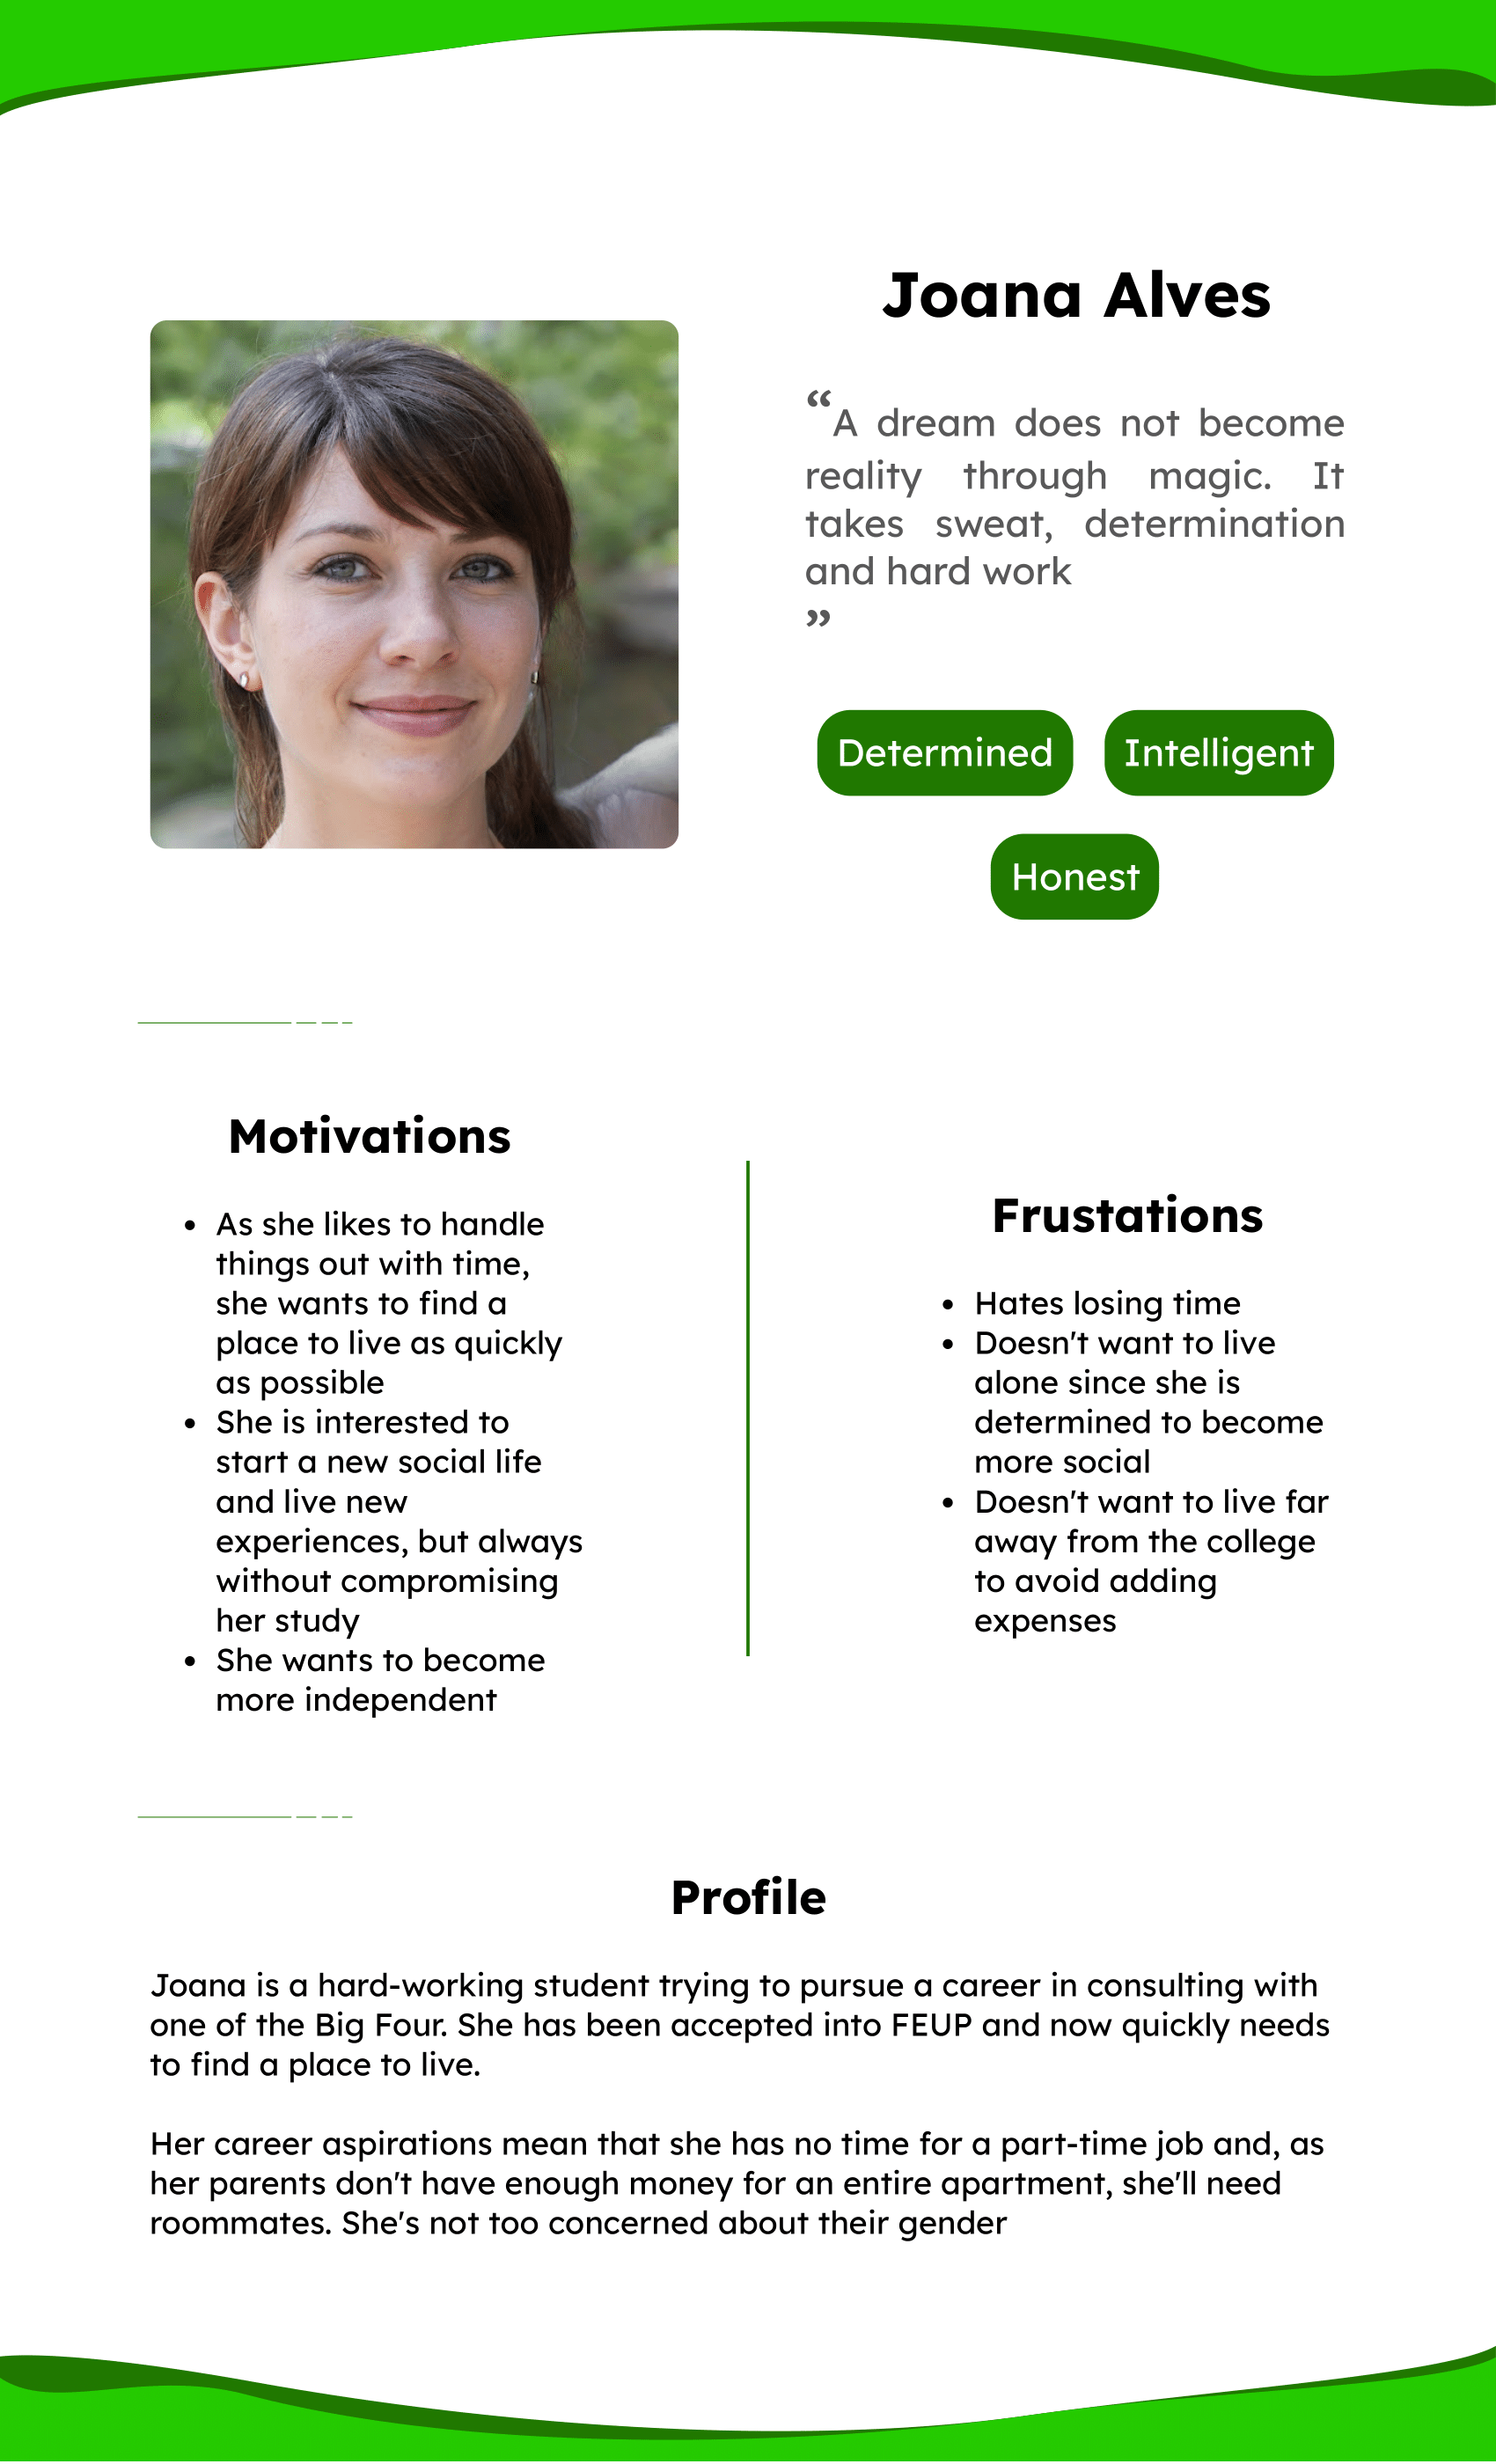 Joana Alves
“A dream does not become
reality through magic. It
takes sweat, determination
and hard work
”
Determined
Intelligent
Honest
Motivations
• As she likes to handle
things out with time,
she wants to find a
place to live as quickly
as possible
• She is interested to
start a new social life
and live new
experiences, but always
without compromising
her study
• She wants to become
more independent
Frustations
• Hates losing time
• Doesn't want to live
alone since she is
determined to become
more social
• Doesn't want to live far
away from the college
to avoid adding
expenses
Profile
Joana is a hard-working student trying to pursue a career in consulting with
one of the Big Four. She has been accepted into FEUP and now quickly needs
to find a place to live.
Her career aspirations mean that she has no time for a part-time job and, as
her parents don't have enough money for an entire apartment, she'll need
roommates. She's not too concerned about their gender